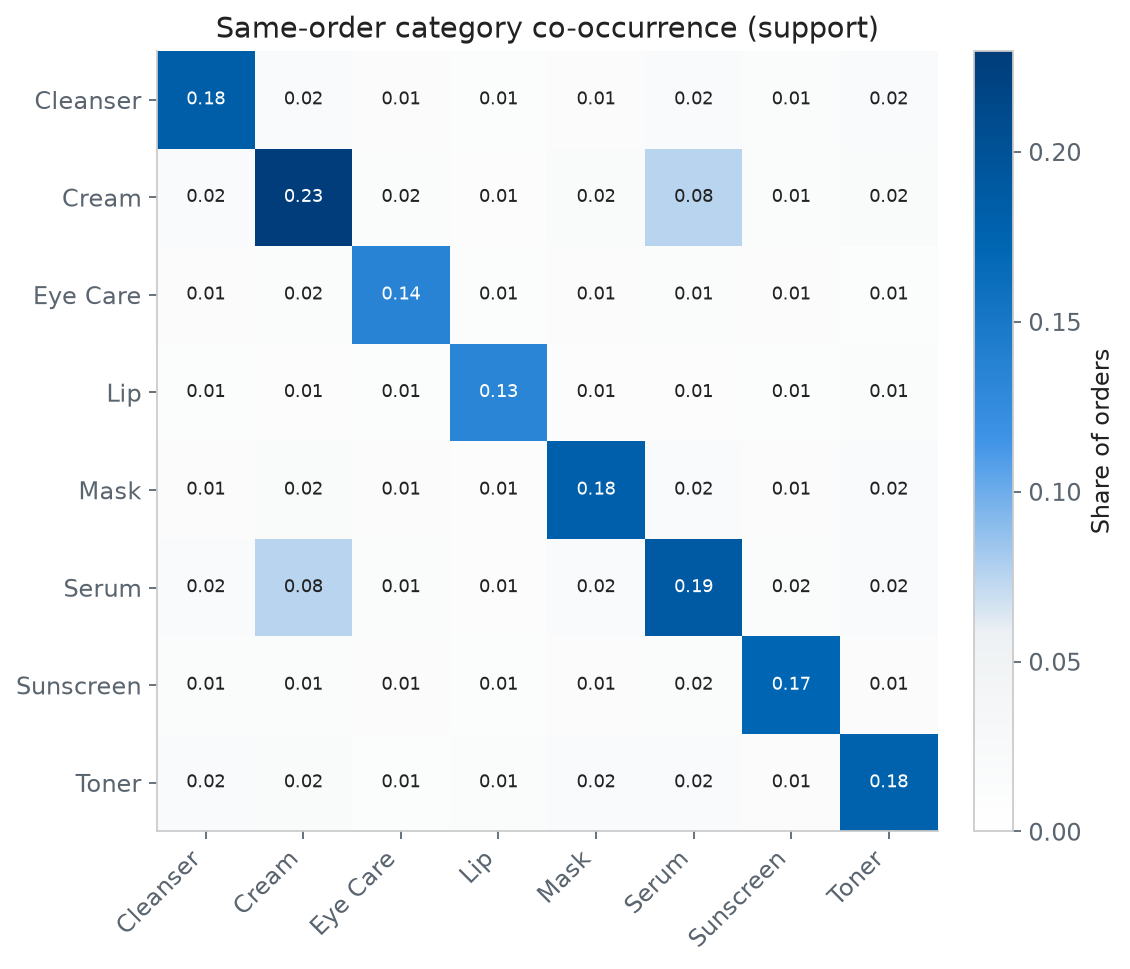 Same-order category co-occurrence (support)
Cleanser 0.18 0.02 0.01 0.01 0.01 0.02 0.01 0.02
Cream 0.02 0.23 0.02 0.01 0.02 0.08 0.01 0.02
Eye Care 0.01 0.02 0.14 0.01 0.01 0.01 0.01 0.01
Lip 0.01 0.01 0.01 0.13 0.01 0.01 0.01 0.01
Mask 0.01 0.02 0.01 0.01 0.18 0.02 0.01 0.02
Serum 0.02 0.08 0.01 0.01 0.02 0.19 0.02 0.02
Sunscreen 0.01 0.01 0.01 0.01 0.01 0.02 0.17 0.01
Toner 0.02 0.02 0.01 0.01 0.02 0.02 0.01 0.18
Cleanser Cream Eye Care Lip Mask Serum Sunscreen Toner
0.20
0.15
0.10
0.05
0.00
Share of orders